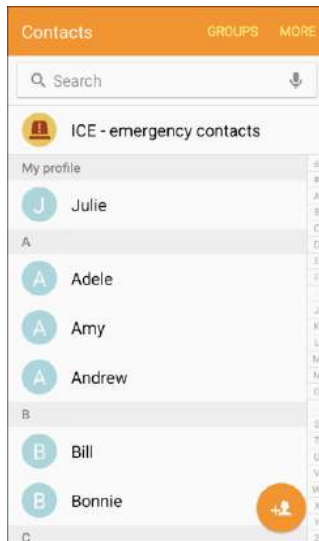 Contacts GROUPS MORE
Search
ICE - emergency contacts
My profile
J Julie
A
A Adele
A Amy
A Andrew
B
B Bill
B Bonnie
C